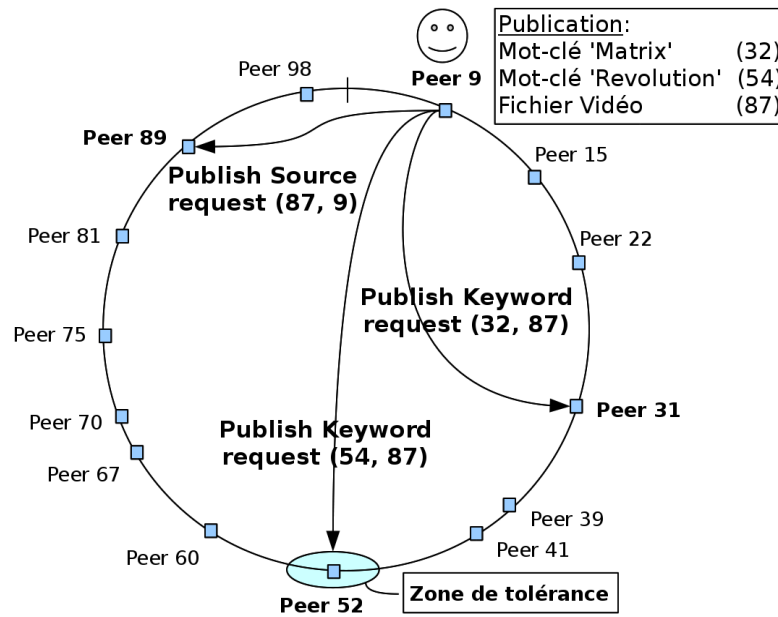 Publication:
Mot-clé 'Matrix' (32)
Mot-clé 'Revolution' (54)
Fichier Vidéo (87)
Peer 9
Peer 98
Peer 89
Publish Source
request (87, 9)
Peer 15
Peer 81
Peer 22
Publish Keyword
request (32, 87)
Peer 75
Peer 31
Peer 70
Publish Keyword
request (54, 87)
Peer 67
Peer 39
Peer 41
Peer 60
Zone de tolérance
Peer 52